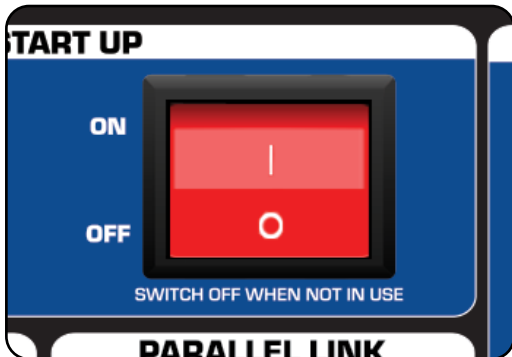 START UP
ON
I
O
OFF
SWITCH OFF WHEN NOT IN USE
PARALLEL LINK